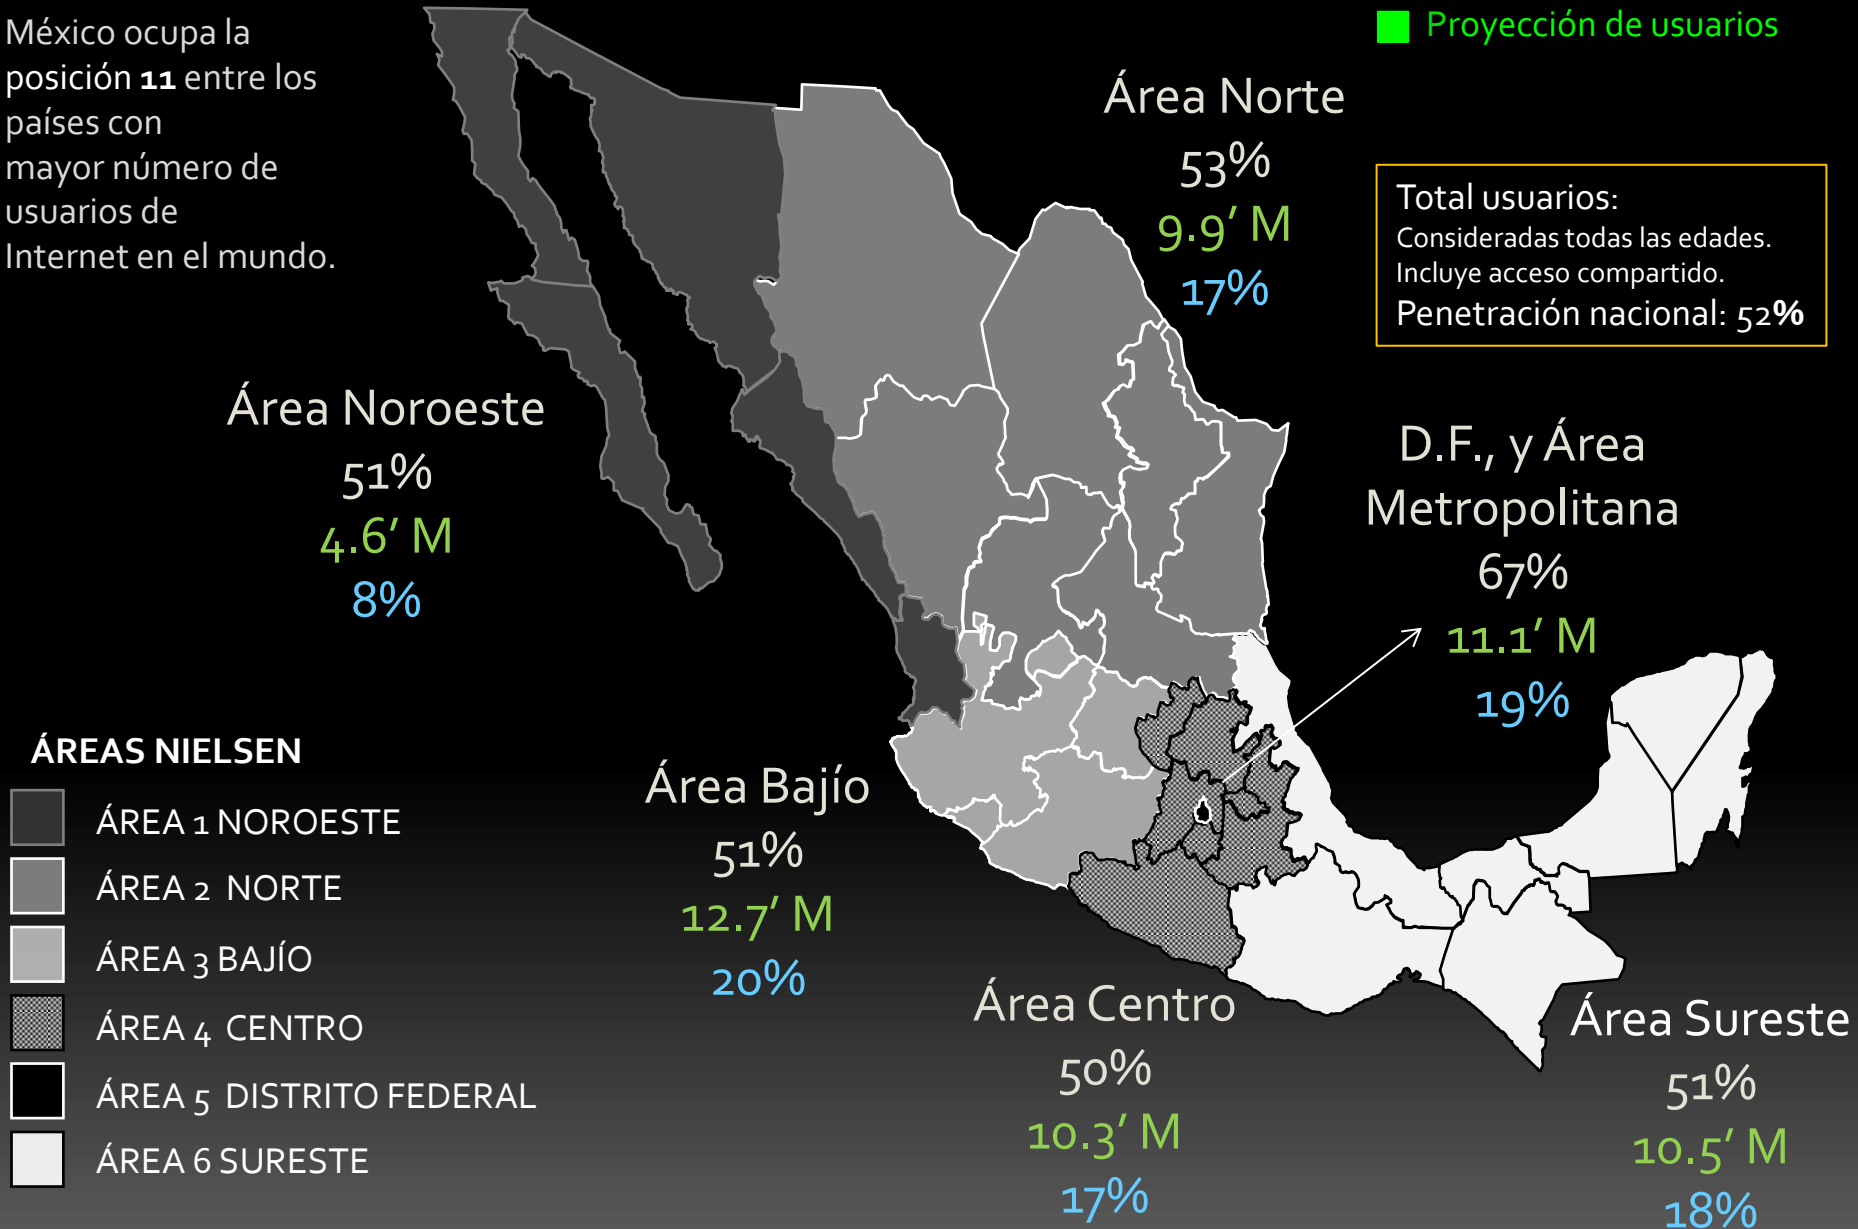 México ocupa la
posición 11 entre los
países con
mayor número de
usuarios de
Internet en el mundo.
Proyección de usuarios
Área Norte
53%
9.9' M
17%
Total usuarios:
Consideradas todas las edades.
Incluye acceso compartido.
Penetración nacional: 52%
Área Noroeste
51%
4.6' M
8%
D.F., y Área
Metropolitana
67%
11.1' M
19%
ÁREAS NIELSEN
ÁREA 1 NOROESTE
ÁREA 2 NORTE
ÁREA 3 BAJÍO
ÁREA 4 CENTRO
ÁREA 5 DISTRITO FEDERAL
ÁREA 6 SURESTE
Área Bajío
51%
12.7' M
20%
Área Centro
50%
10.3' M
17%
Área Sureste
51%
10.5' M
18%